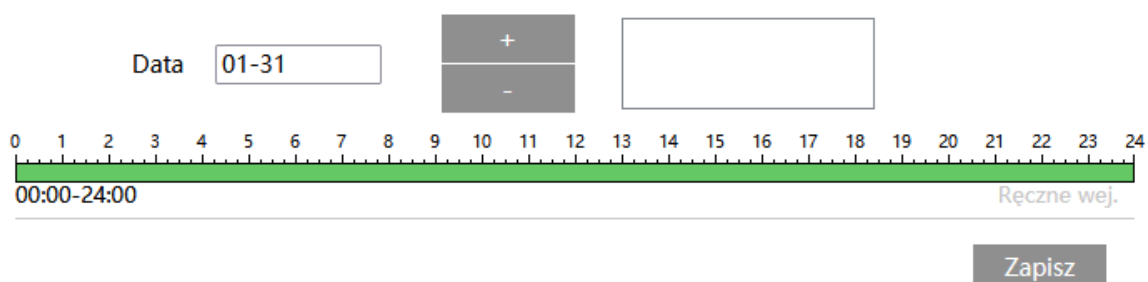 Data 01-31 +
-
0 1 2 3 4 5 6 7 8 9 10 11 12 13 14 15 16 17 18 19 20 21 22 23 24
00:00-24:00 Ręczne wej.
Zapisz